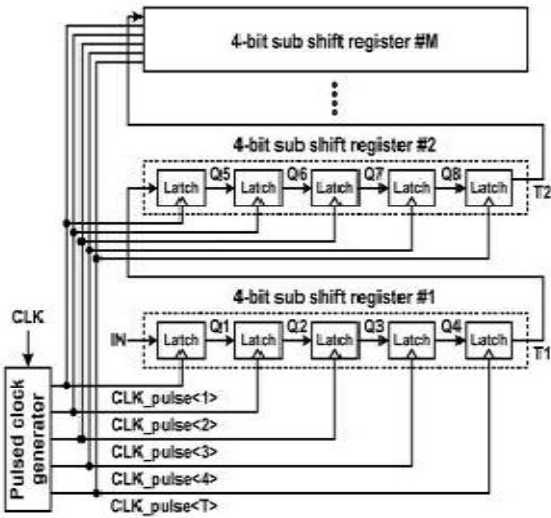 4-bit sub shift register #M
4-bit sub shift register #2
Q5 Q6 Q7 Q8
Latch Latch Latch Latch Latch
T2
4-bit sub shift register #1
CLK
IN Latch Q1 Latch Q2 Latch Q3 Latch Q4 Latch
T1
Pulsed clock generator
CLK_pulse<1>
CLK_pulse<2>
CLK_pulse<3>
CLK_pulse<4>
CLK_pulse<T>